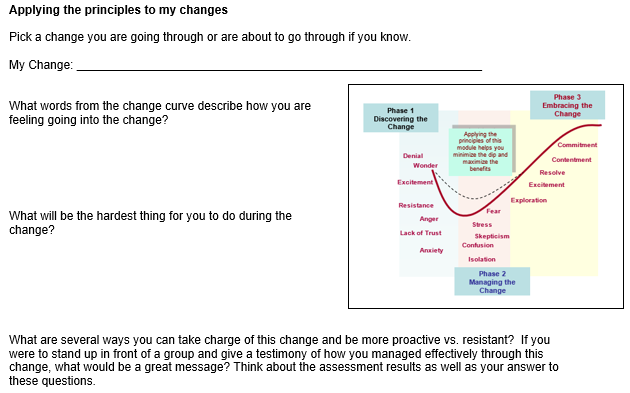 Applying the principles to my changes
Pick a change you are going through or are about to go through if you know.
My Change: ______________________________________________
What words from the change curve describe how you are
feeling going into the change?
What will be the hardest thing for you to do during the
change?
Phase 1
Discovering the
Change
Phase 3
Embracing the
Change
Applying the
principles of this
module helps you
minimize the dip and
maximize the
benefits
Denial
Wonder
Excitement
Resistance
Anger
Lack of Trust
Anxiety
Fear
Stress
Skepticism
Confusion
Isolation
Commitment
Contentment
Resolve
Excitement
Exploration
Phase 2
Managing the
Change
What are several ways you can take charge of this change and be more proactive vs. resistant?  If you
were to stand up in front of a group and give a testimony of how you managed effectively through this
change, what would be a great message? Think about the assessment results as well as your answer to
these questions.